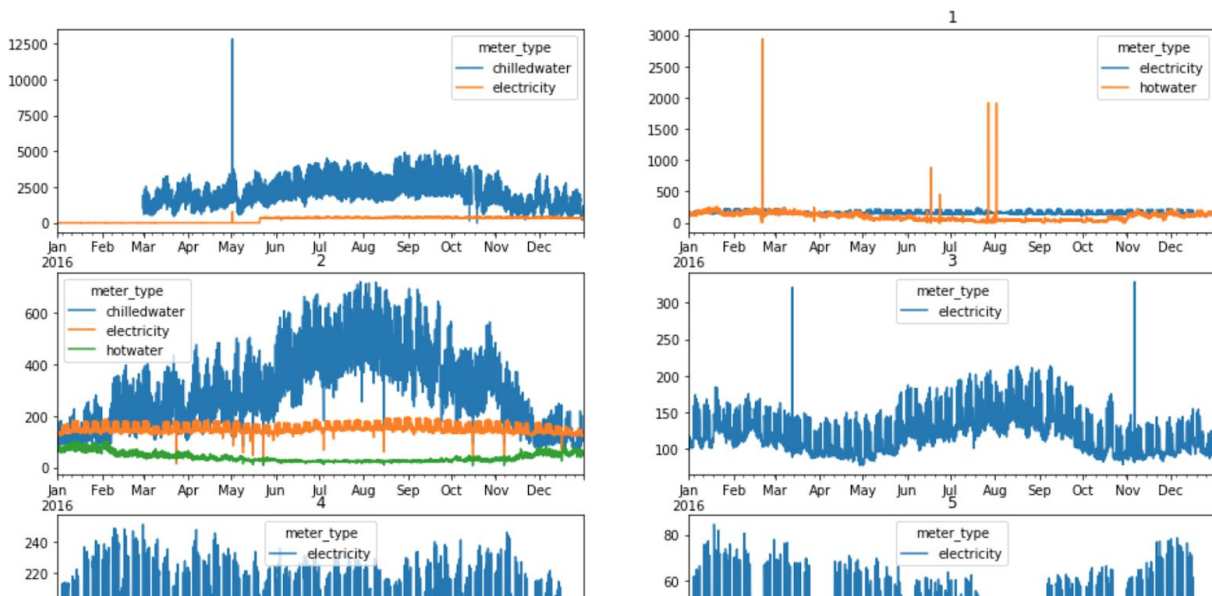 1
12500
10000
7500
5000
2500
0
meter_type
chilledwater
electricity
Jan Feb Mar Apr May Jun Jul Aug Sep Oct Nov Dec
2016
3000
2500
2000
1500
1000
500
0
meter_type
electricity
hotwater
Jan Feb Mar Apr May Jun Jul Aug Sep Oct Nov Dec
2016
2
600
400
200
0
meter_type
chilledwater
electricity
hotwater
Jan Feb Mar Apr May Jun Jul Aug Sep Oct Nov Dec
2016
3
300
250
200
150
100
meter_type
electricity
Jan Feb Mar Apr May Jun Jul Aug Sep Oct Nov Dec
2016
4
240
220
meter_type
electricity
5
80
60
meter_type
electricity